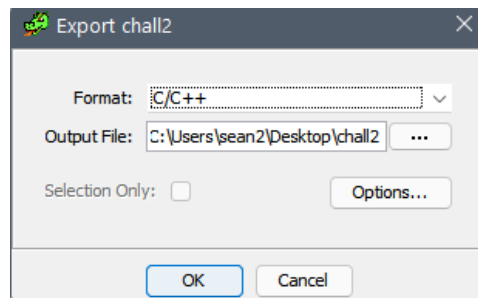 Export chall2
Format: C/C++
Output File: C:\Users\sean2\Desktop\chall2 ...
Selection Only: Options...
OK Cancel